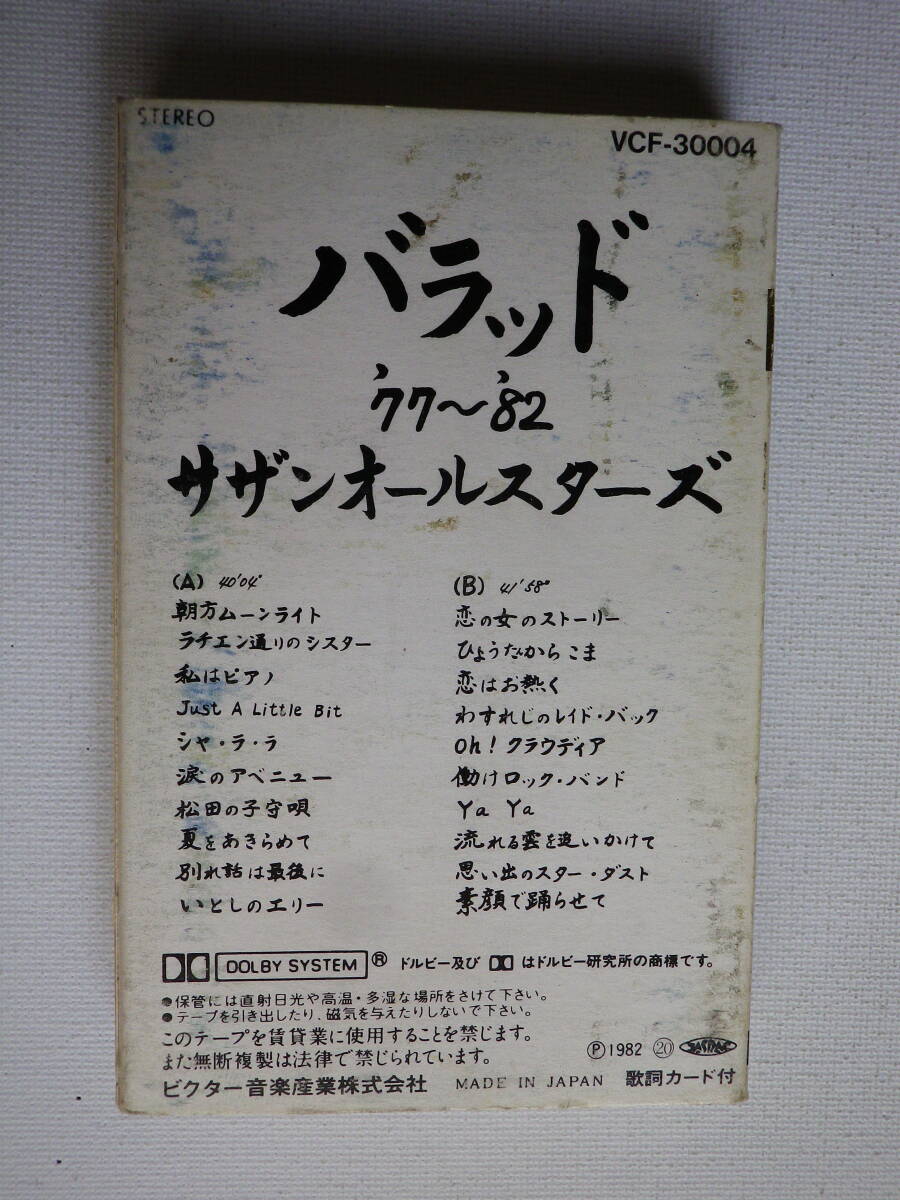 STEREO
VCF-30004
バラッド
'77～'82
サザンオールスターズ
(A) 40'04"
朝方ムーンライト
ラチエン通りのシスター
私はピアノ
Just A Little Bit
シャ・ラ・ラ
涙のアベニュー
松田の子守唄
夏をあきらめて
別れ話は最後に
いとしのエリー
(B) 41'58"
恋の女のストーリー
ひょうたんからこま
恋はお熱く
わすれじのレイド・バック
Oh! クラウディア
働けロック・バンド
Ya Ya
流れる雲を追いかけて
思い出のスター・ダスト
素顔で踊らせて
DOLBY SYSTEM ® ドルビー及び はドルビー研究所の商標です。
●保管には直射日光や高温・多湿な場所をさけて下さい。
●テープを引き出したり、磁気を与えたりしないで下さい。
このテープを賃貸業に使用することを禁じます。
また無断複製は法律で禁じられています。
Ⓟ1982 ⑳ JASRAC
ビクター音楽産業株式会社 MADE IN JAPAN 歌詞カード付